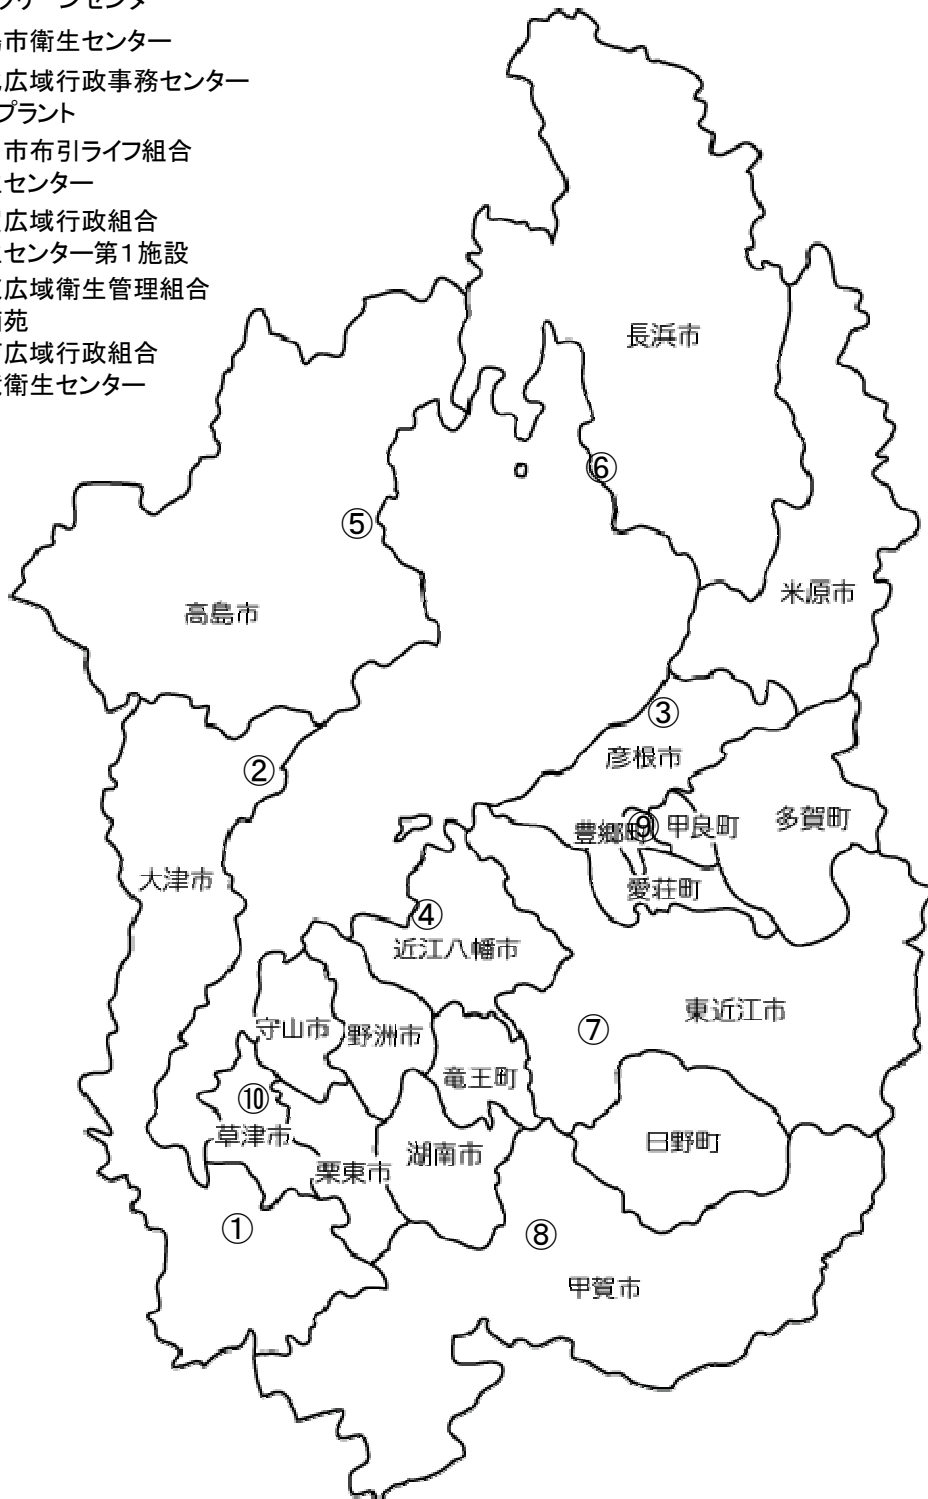 市衛生センター
広域行政事務センター
プラント
市布引ライフ組合
センター
広域行政組合
センター第1施設
広域衛生管理組合
苑
広域行政組合
衛生センター
長浜市
⑥
⑤
米原市
高島市
③
彦根市
②
豊郷町
⑨
甲良町
多賀町
大津市
愛荘町
④
近江八幡市
東近江市
守山市
野洲市
⑦
竜王町
⑩
草津市
栗東市
湖南市
日野町
①
⑧
甲賀市